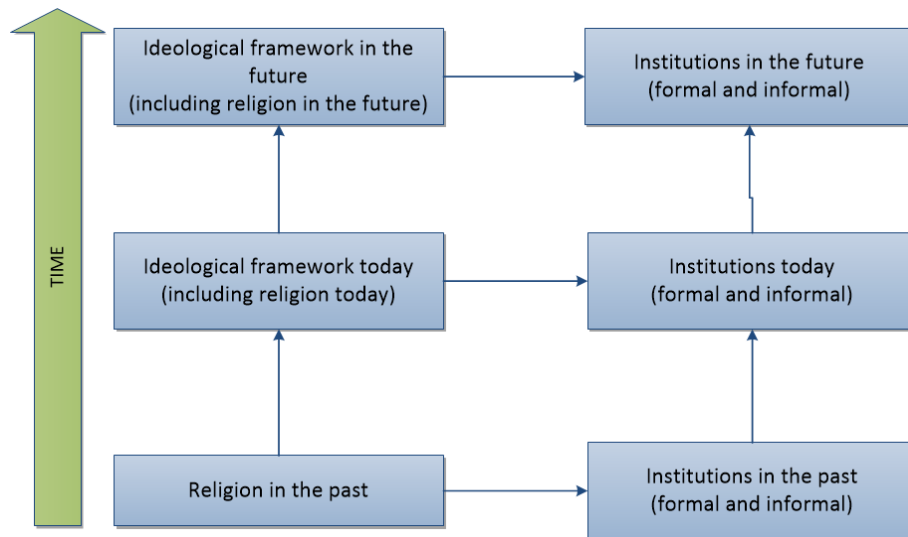 Ideological framework in the
future
(including religion in the future)
Institutions in the future
(formal and informal)
TIME
Ideological framework today
(including religion today)
Institutions today
(formal and informal)
Religion in the past
Institutions in the past
(formal and informal)